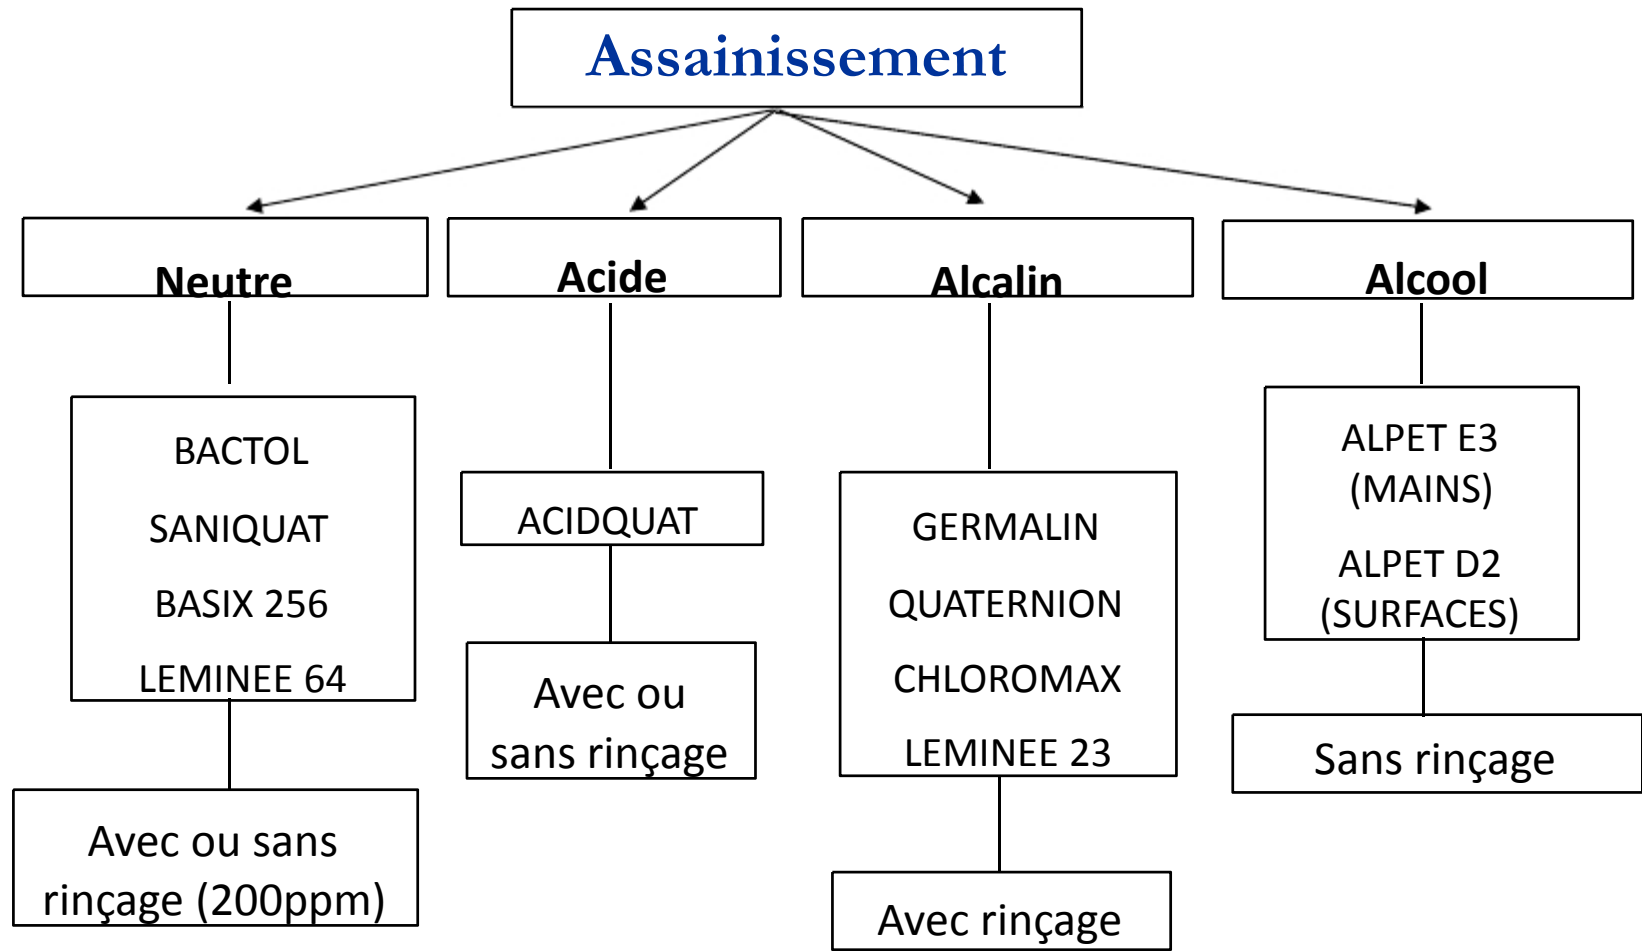 Assainissement
Neutre
Acide
Alcalin
Alcool
BACTOL
SANIQUAT
BASIX 256
LEMINEE 64
ACIDQUAT
GERMALIN
QUATERNION
CHLOROMAX
LEMINEE 23
ALPET E3
(MAINS)
ALPET D2
(SURFACES)
Avec ou sans
rinçage (200ppm)
Avec ou
sans rinçage
Avec rinçage
Sans rinçage